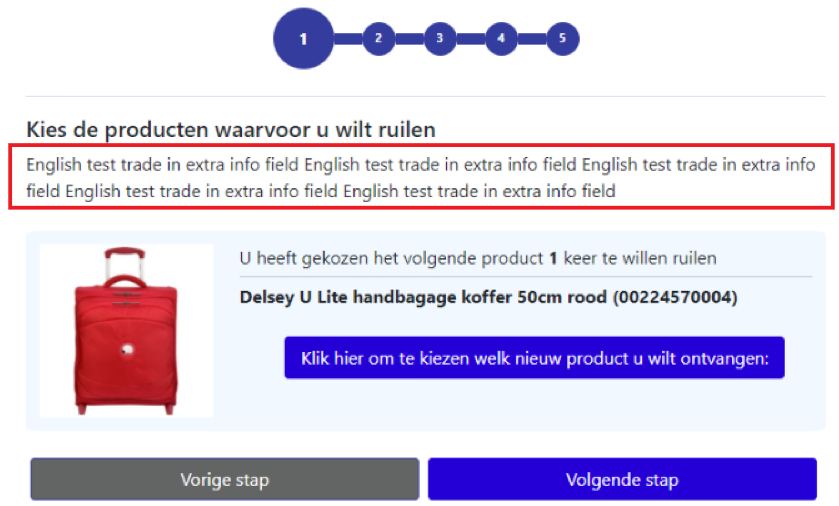 1 2 3 4 5
Kies de producten waarvoor u wilt ruilen
English test trade in extra info field English test trade in extra info field English test trade in extra info
field English test trade in extra info field English test trade in extra info field
U heeft gekozen het volgende product 1 keer te willen ruilen
Delsey U Lite handbagage koffer 50cm rood (00224570004)
Klik hier om te kiezen welk nieuw product u wilt ontvangen:
Vorige stap
Volgende stap